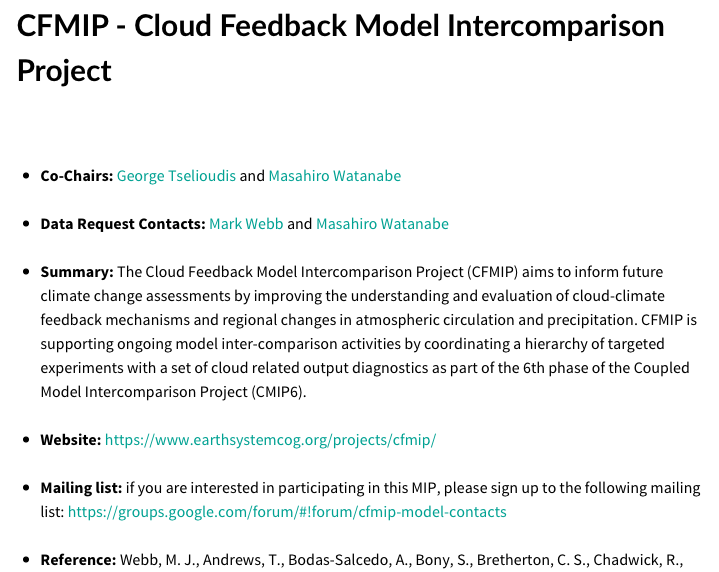 CFMIP - Cloud Feedback Model Intercomparison
Project
• Co-Chairs: George Tselioudis and Masahiro Watanabe
• Data Request Contacts: Mark Webb and Masahiro Watanabe
• Summary: The Cloud Feedback Model Intercomparison Project (CFMIP) aims to inform future
climate change assessments by improving the understanding and evaluation of cloud-climate
feedback mechanisms and regional changes in atmospheric circulation and precipitation. CFMIP is
supporting ongoing model inter-comparison activities by coordinating a hierarchy of targeted
experiments with a set of cloud related output diagnostics as part of the 6th phase of the Coupled
Model Intercomparison Project (CMIP6).
• Website: https://www.earthsystemcog.org/projects/cfmip/
• Mailing list: if you are interested in participating in this MIP, please sign up to the following mailing
list: https://groups.google.com/forum/#!forum/cfmip-model-contacts
• Reference: Webb, M. J., Andrews, T., Bodas-Salcedo, A., Bony, S., Bretherton, C. S., Chadwick, R.,